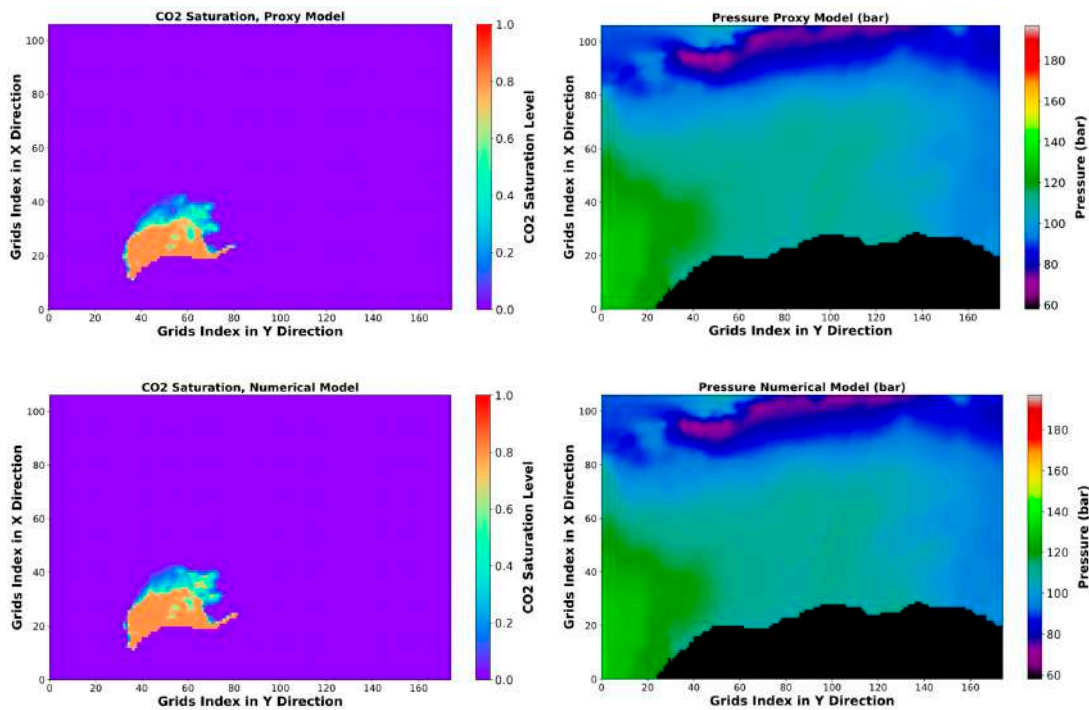 CO2 Saturation, Proxy Model
Grids Index in X Direction
100
80
60
40
20
0
0 20 40 60 80 100 120 140 160
Grids Index in Y Direction
1.0
0.8
0.6
0.4
0.2
0.0
CO2 Saturation Level
Pressure Proxy Model (bar)
Grids Index in X Direction
100
80
60
40
20
0
0 20 40 60 80 100 120 140 160
Grids Index in Y Direction
180
160
140
120
100
80
60
Pressure (bar)
CO2 Saturation, Numerical Model
Grids Index in X Direction
100
80
60
40
20
0
0 20 40 60 80 100 120 140 160
Grids Index in Y Direction
1.0
0.8
0.6
0.4
0.2
0.0
CO2 Saturation Level
Pressure Numerical Model (bar)
Grids Index in X Direction
100
80
60
40
20
0
0 20 40 60 80 100 120 140 160
Grids Index in Y Direction
180
160
140
120
100
80
60
Pressure (bar)